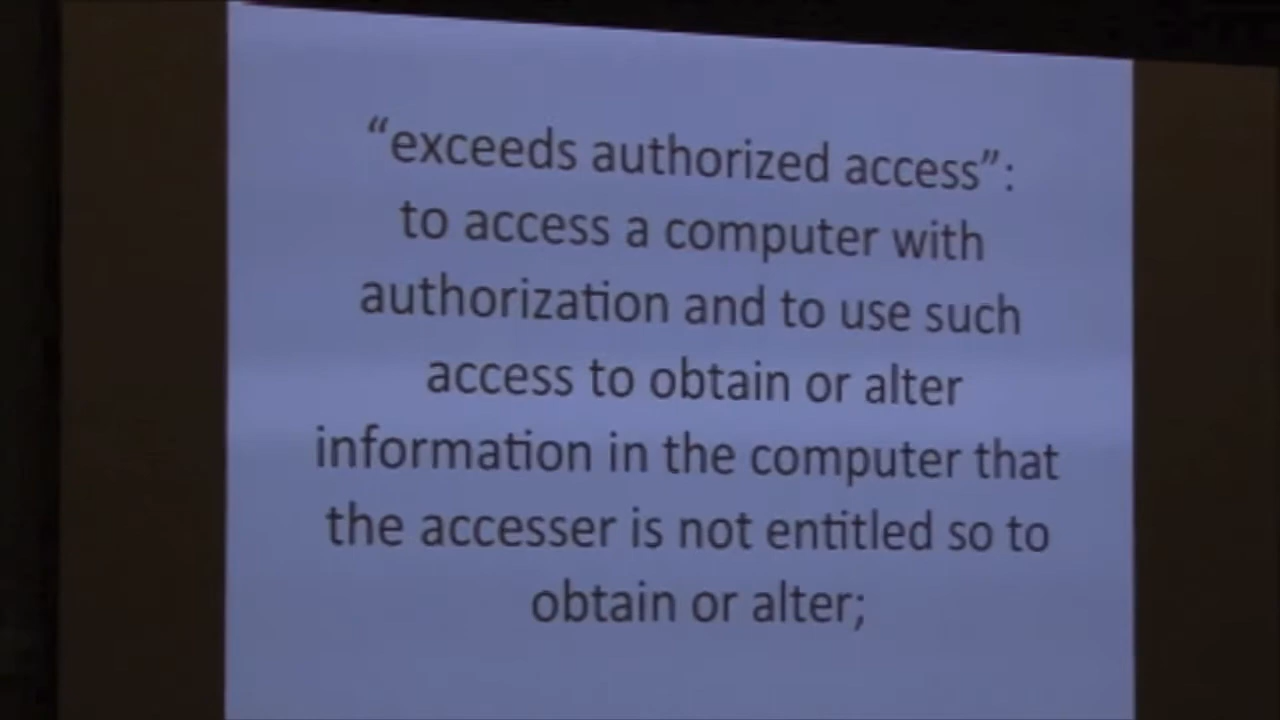 “exceeds authorized access”:
to access a computer with
authorization and to use such
access to obtain or alter
information in the computer that
the accesser is not entitled so to
obtain or alter;